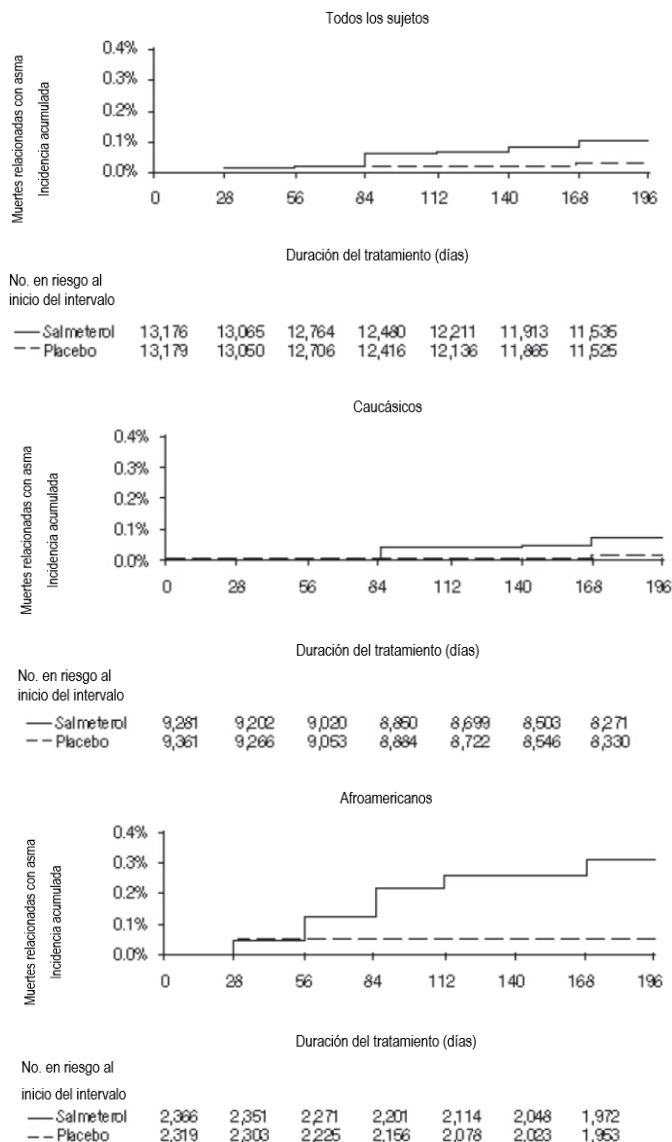 Todos los sujetos
Muertes relacionadas con asma
Incidencia acumulada
0.4%
0.3%
0.2%
0.1%
0.0%
0 28 56 84 112 140 168 196
Duración del tratamiento (días)
No. en riesgo al
inicio del intervalo
Salmeterol 13,176 13,065 12,764 12,480 12,211 11,913 11,535
Placebo 13,179 13,050 12,706 12,416 12,136 11,865 11,525
Caucásicos
Muertes relacionadas con asma
Incidencia acumulada
0.4%
0.3%
0.2%
0.1%
0.0%
0 28 56 84 112 140 168 196
Duración del tratamiento (días)
No. en riesgo al
inicio del intervalo
Salmeterol 9,281 9,202 9,020 8,850 8,699 8,503 8,271
Placebo 9,361 9,266 9,053 8,884 8,722 8,546 8,330
Afroamericanos
Muertes relacionadas con asma
Incidencia acumulada
0.4%
0.3%
0.2%
0.1%
0.0%
0 28 56 84 112 140 168 196
Duración del tratamiento (días)
No. en riesgo al
inicio del intervalo
Salmeterol 2,366 2,351 2,271 2,201 2,114 2,048 1,972
Placebo 2,319 2,303 2,225 2,156 2,078 2,023 1,953